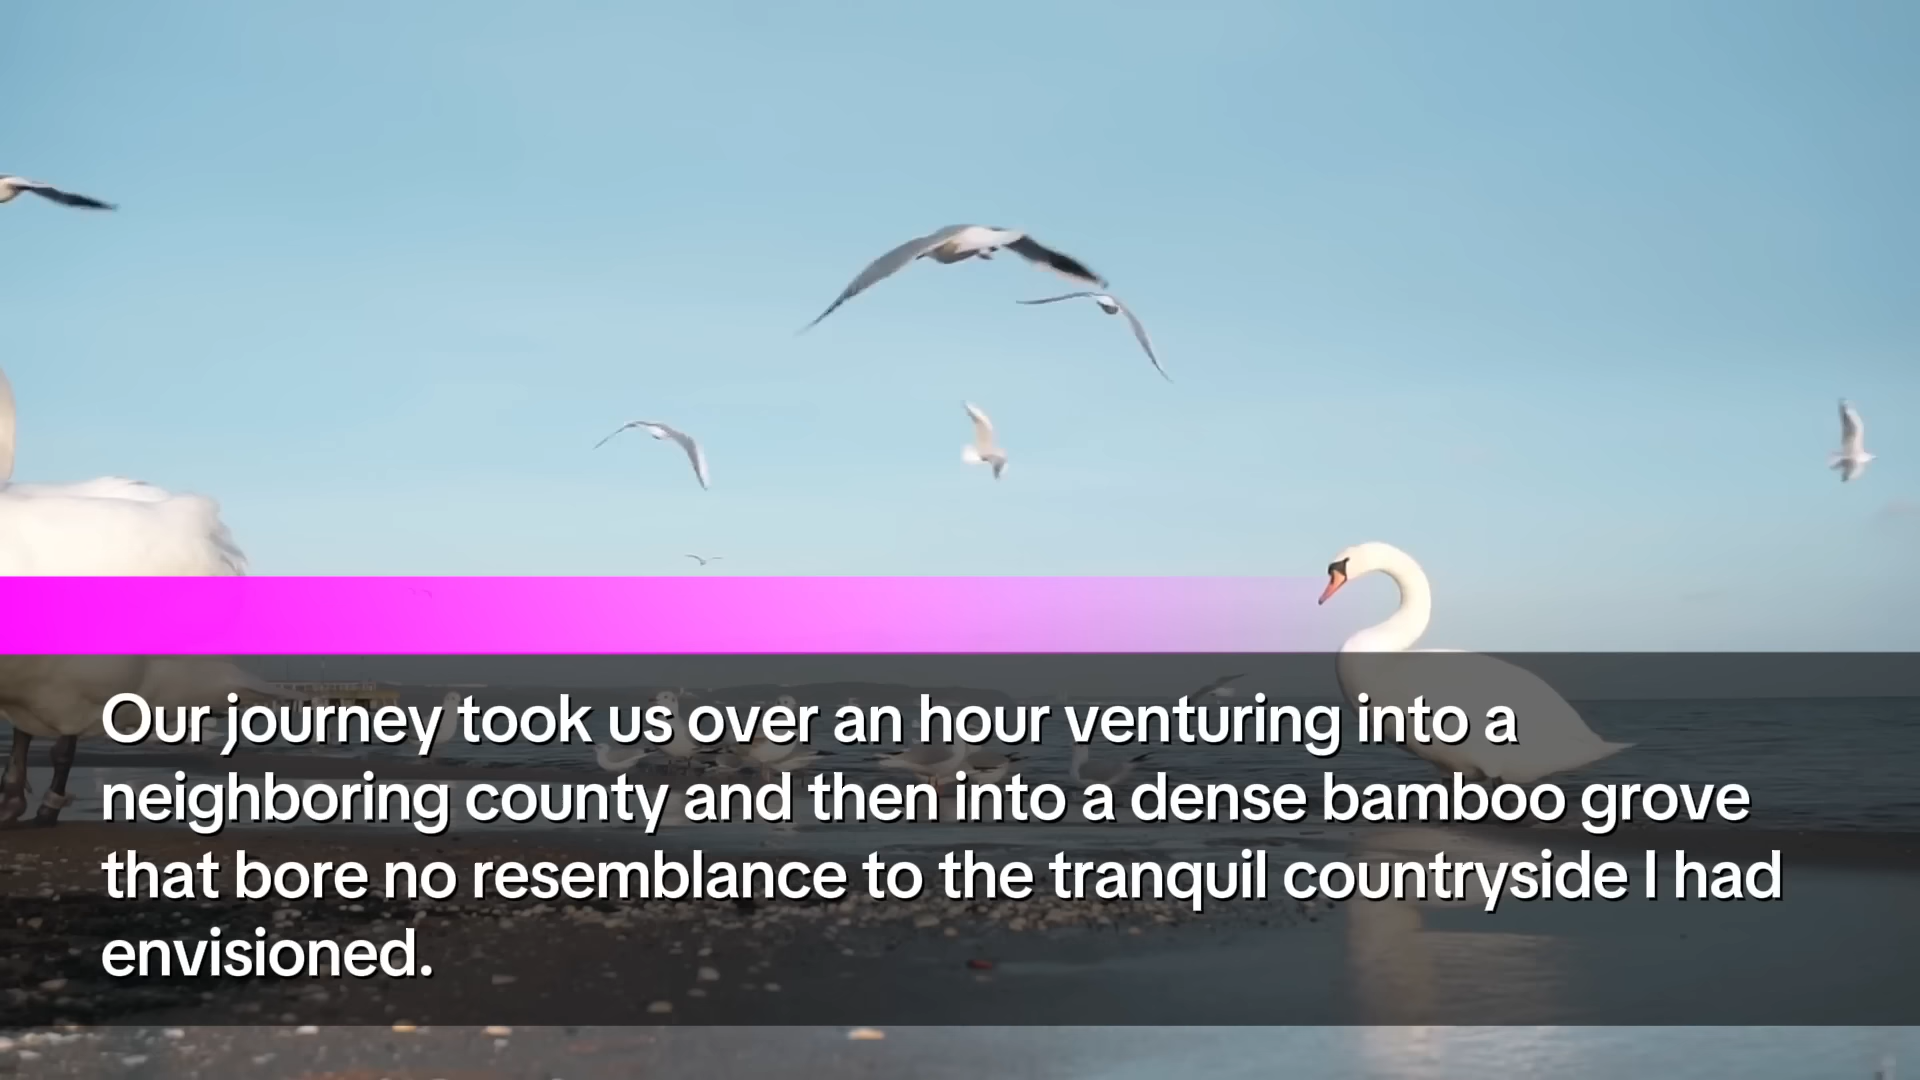 Our journey took us over an hour venturing into a
neighboring county and then into a dense bamboo grove
that bore no resemblance to the tranquil countryside I had
envisioned.